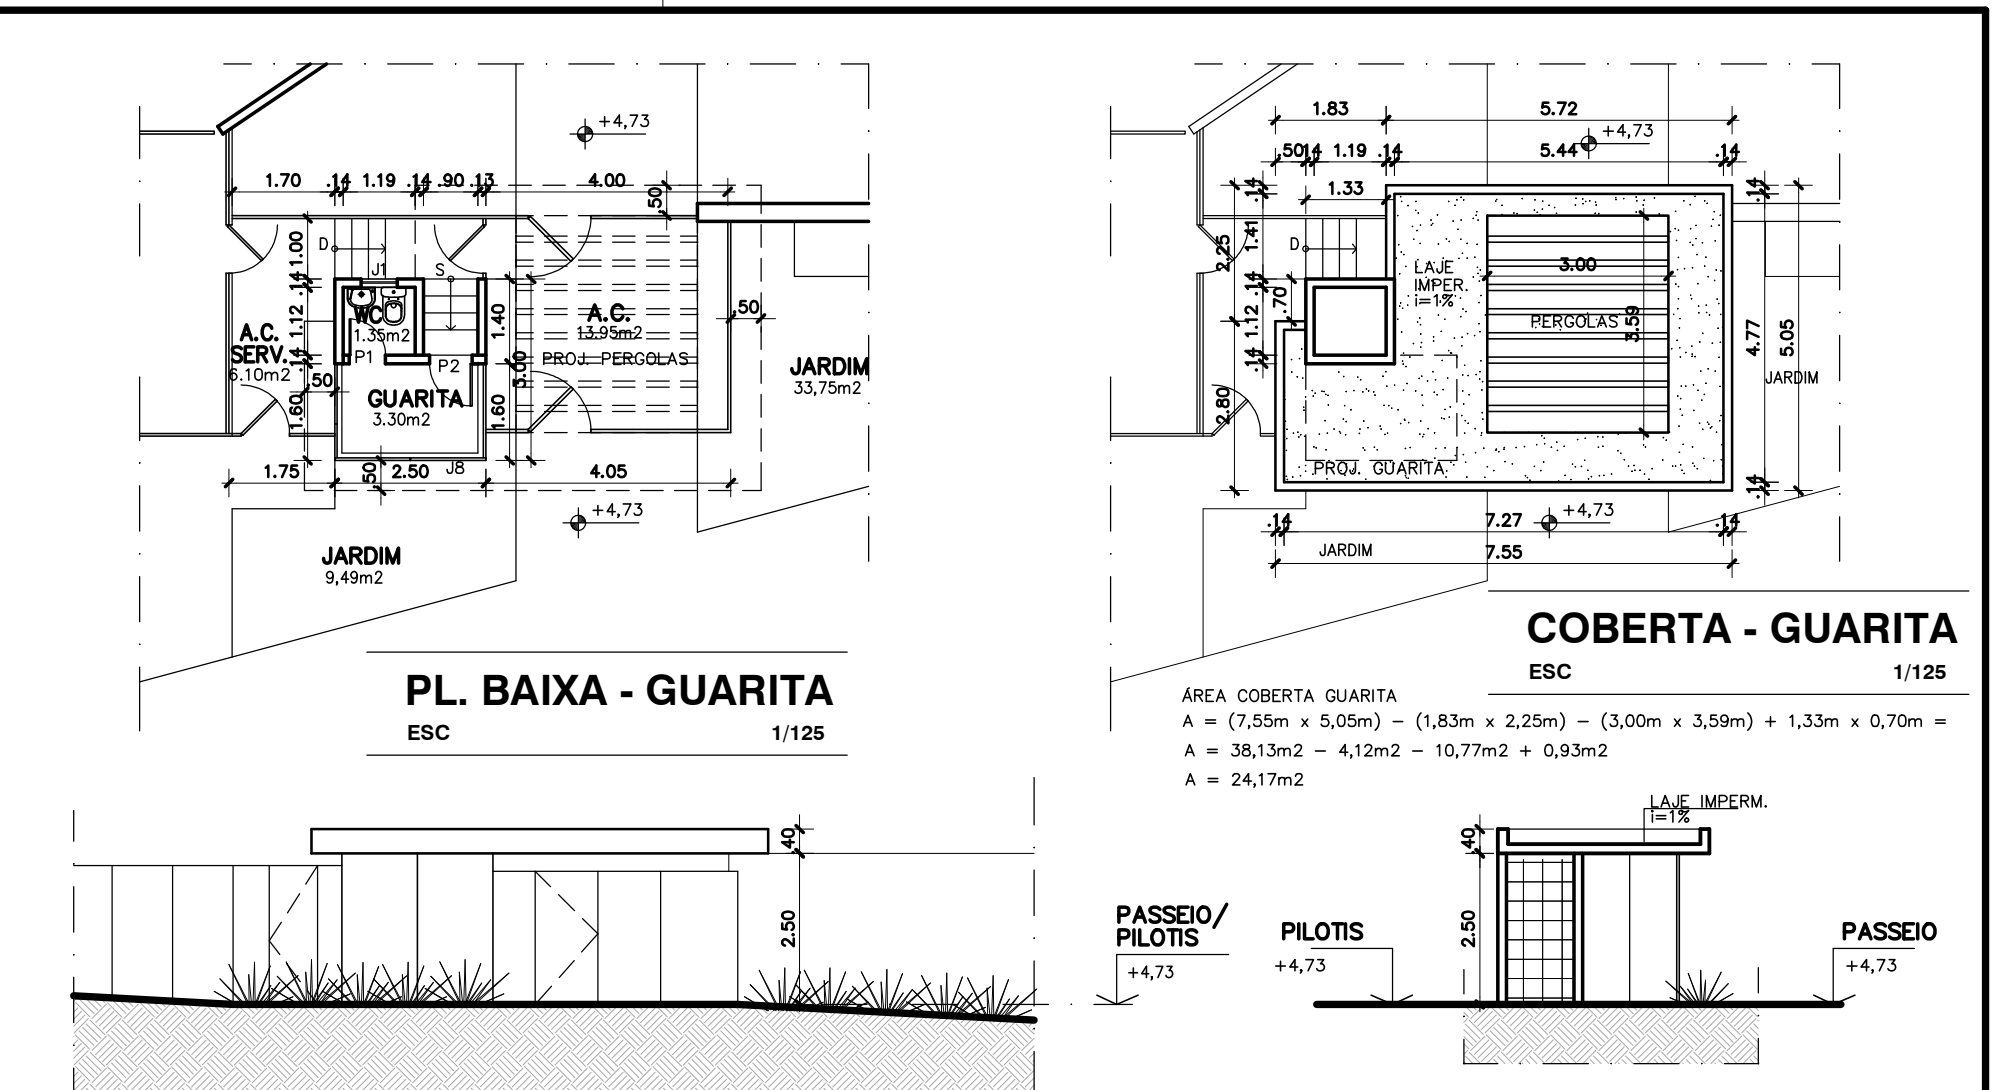 +4,73
1.70 .14 1.19 .14 .90 .13 4.00
.50
1.00
D
J1
S
.14
WC
1.35m2
1.12
A.C.
SERV.
6.10m2
.14
P1
P2
1.40
A.C.
13.95m2
PROJ. PERGOLAS
.50
3.00
.50
GUARITA
3.30m2
1.60
1.60
JARDIM
33,75m2
1.75 .50 2.50 J8 4.05
+4,73
JARDIM
9,49m2
PL. BAIXA - GUARITA
ESC 1/125
1.83 5.72
+4,73
.50 .14 1.19 .14 5.44 .14
1.33
.14
.14
2.25
1.41
D
LAJE
IMPER.
i=1%
3.00
.14
.70
1.12
PERGOLAS
3.59
4.77
5.05
.14
JARDIM
2.80
PROJ. GUARITA
.14
+4,73
.14 7.27 .14
JARDIM
7.55
COBERTA - GUARITA
ESC 1/125
ÁREA COBERTA GUARITA
A = (7,55m x 5,05m) – (1,83m x 2,25m) – (3,00m x 3,59m) + 1,33m x 0,70m =
A = 38,13m2 – 4,12m2 – 10,77m2 + 0,93m2
A = 24,17m2
.40
2.50
PASSEIO/
PILOTIS
+4,73
LAJE IMPERM.
i=1%
.40
2.50
PILOTIS
+4,73
PASSEIO
+4,73